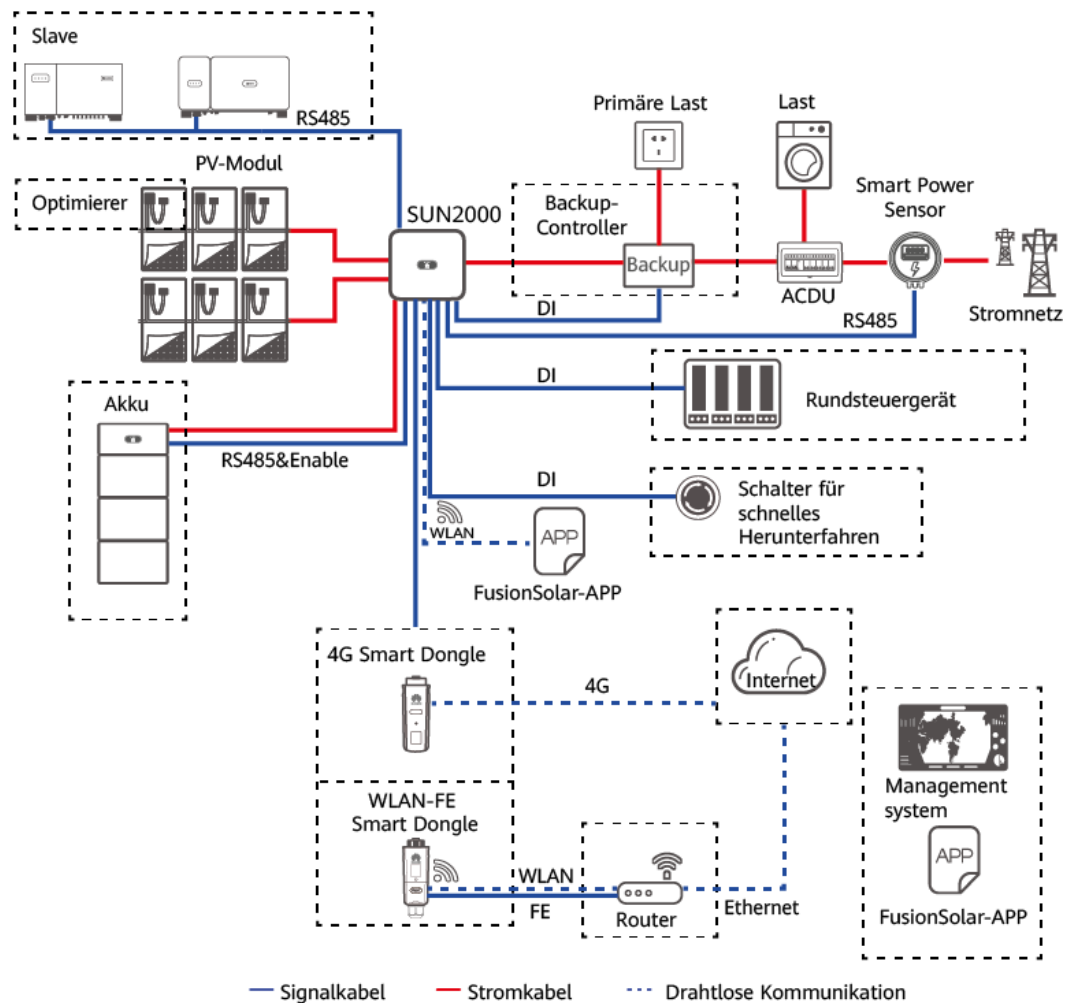 Slave
RS485
Primäre Last
Last
PV-Modul
Optimierer
SUN2000
Backup-
Controller
Smart Power
Sensor
Backup
ACDU
DI
RS485
Stromnetz
DI
Rundsteuergerät
Akku
RS485&Enable
DI
Schalter für
schnelles
Herunterfahren
WLAN
APP
FusionSolar-APP
4G Smart Dongle
4G
Internet
WLAN-FE
Smart Dongle
WLAN
FE
Router
Ethernet
Management
system
APP
FusionSolar-APP
Signalkabel
Stromkabel
Drahtlose Kommunikation